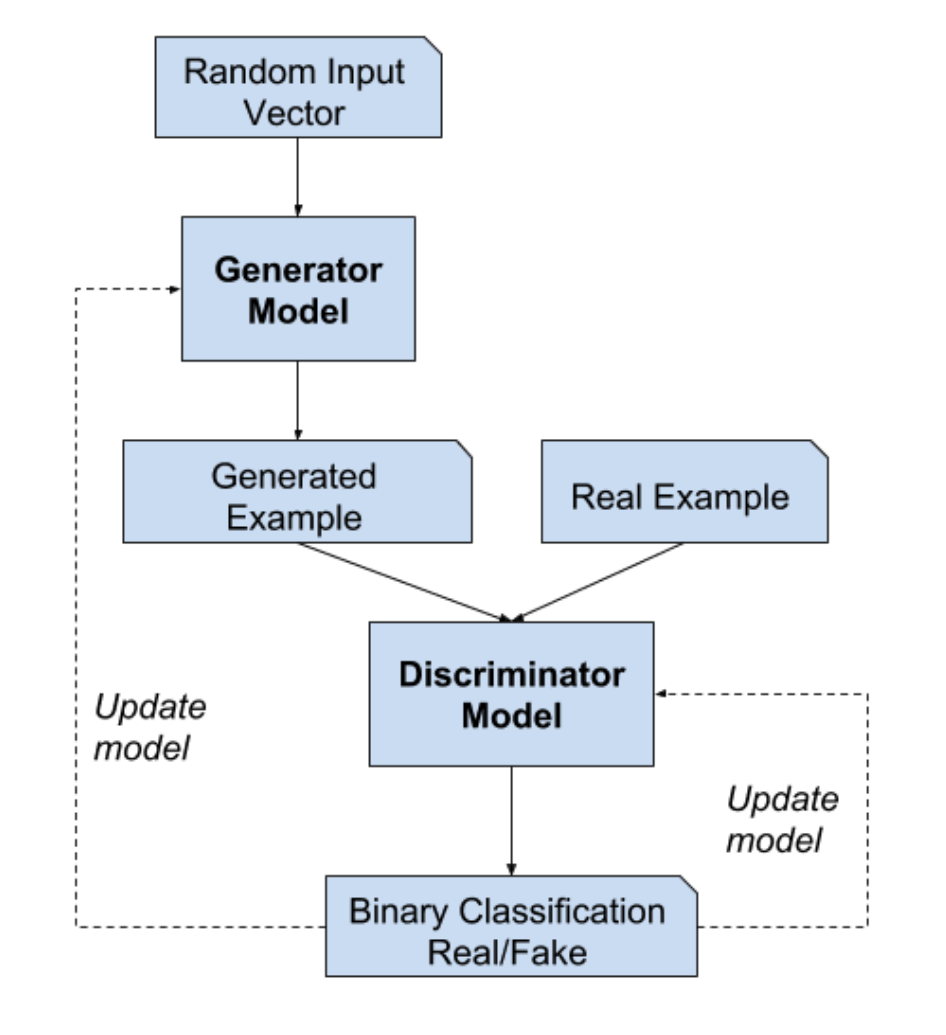 Random Input
Vector
Generator
Model
Generated
Example
Real Example
Discriminator
Model
Update
model
Update
model
Binary Classification
Real/Fake